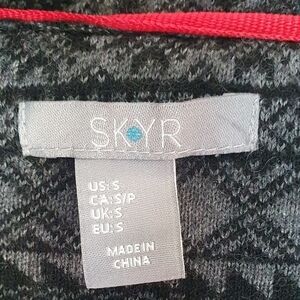 SKYR
US: S
CA: S/P
UK: S
EU: S
MADE IN
CHINA